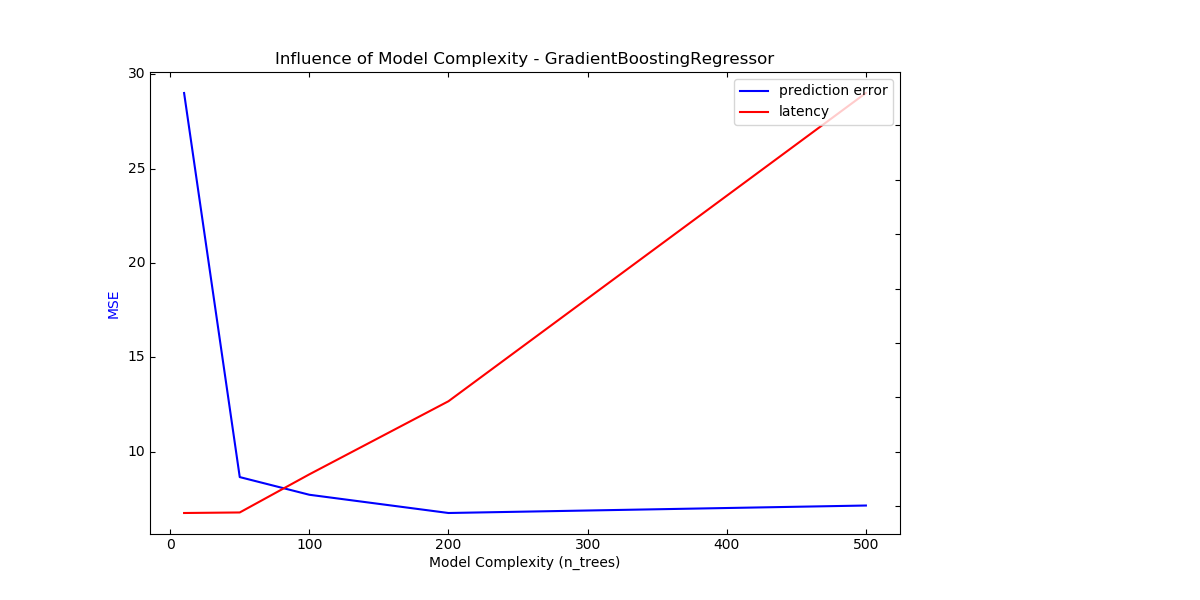 Influence of Model Complexity - GradientBoostingRegressor
30
25
20
15
10
MSE
prediction error
latency
0 100 200 300 400 500
Model Complexity (n_trees)